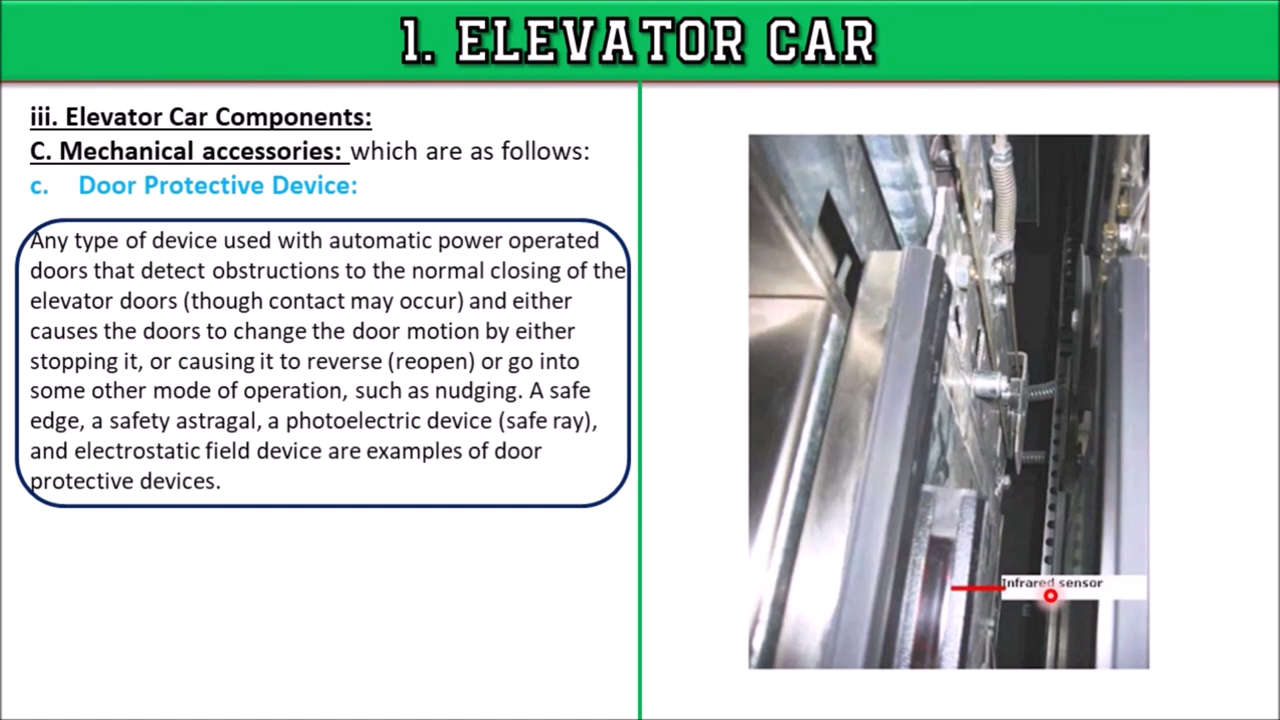 1. ELEVATOR CAR
iii. Elevator Car Components:
C. Mechanical accessories: which are as follows:
c. Door Protective Device:
Any type of device used with automatic power operated
doors that detect obstructions to the normal closing of the
elevator doors (though contact may occur) and either
causes the doors to change the door motion by either
stopping it, or causing it to reverse (reopen) or go into
some other mode of operation, such as nudging. A safe
edge, a safety astragal, a photoelectric device (safe ray),
and electrostatic field device are examples of door
protective devices.
Infrared sensor